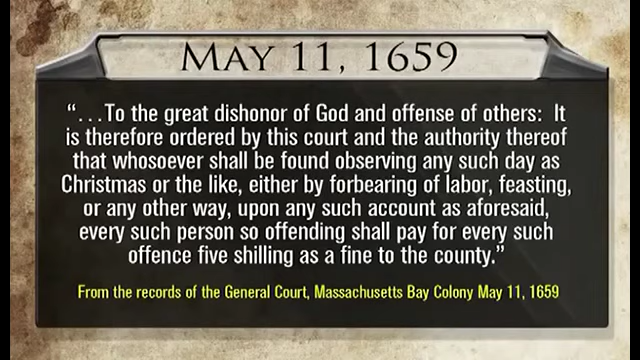 MAY 11, 1659
“. . .To the great dishonor of God and offense of others: It
is therefore ordered by this court and the authority thereof
that whosoever shall be found observing any such day as
Christmas or the like, either by forbearing of labor, feasting,
or any other way, upon any such account as aforesaid,
every such person so offending shall pay for every such
offence five shilling as a fine to the county.”
From the records of the General Court, Massachusetts Bay Colony May 11, 1659